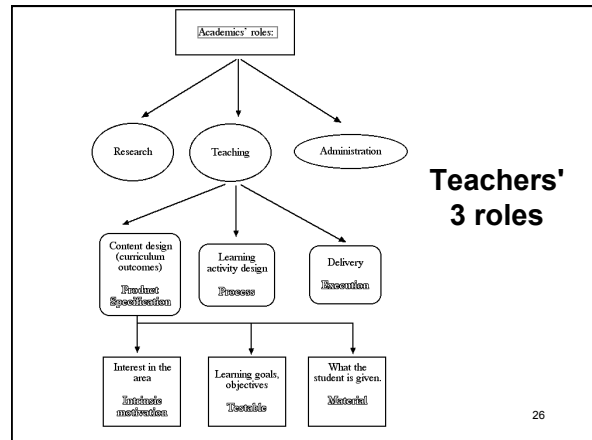 Academics' roles:
Research
Teaching
Administration
Teachers'
3 roles
Content design
(curriculum
outcomes)
Product
Specification
Learning
activity design
Process
Delivery
Execution
Interest in the
area
Intrinsic
motivation
Learning goals,
objectives
Testable
What the
student is given.
Material
26